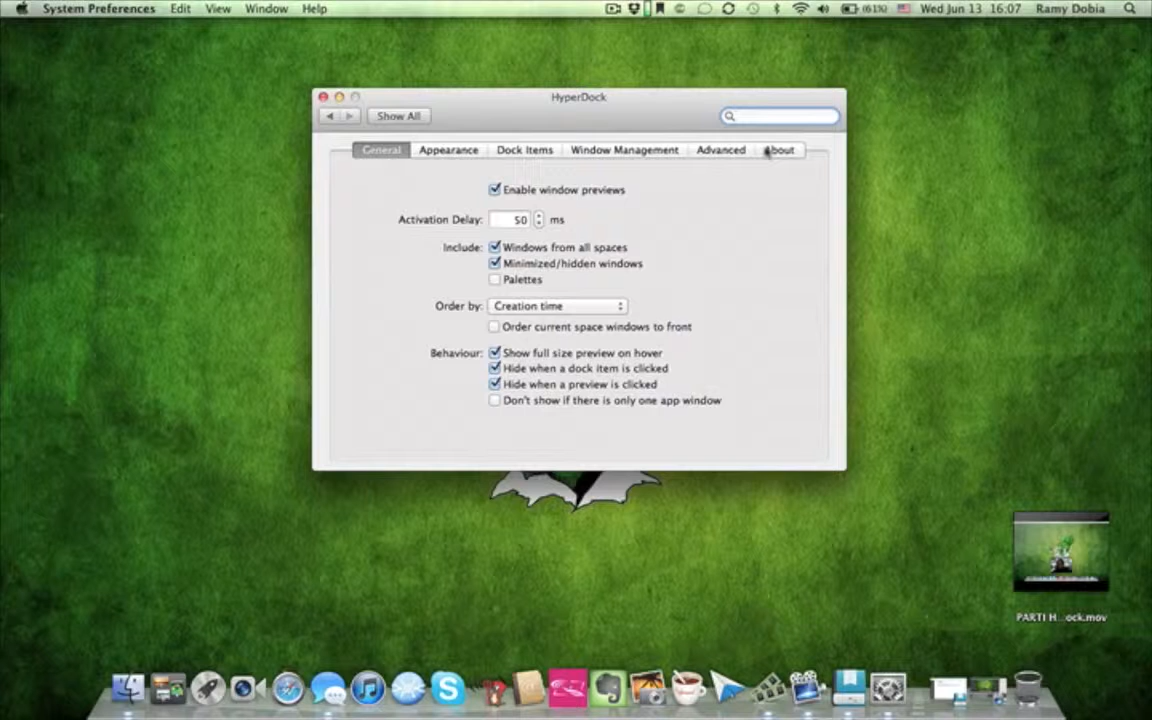 System Preferences Edit View Window Help (61%) Wed Jun 13 16:07 Ramy Dobia
HyperDock
Show All
General Appearance Dock Items Window Management Advanced About
Enable window previews
Activation Delay: 50 ms
Include: Windows from all spaces
Minimized/hidden windows
Palettes
Order by: Creation time
Order current space windows to front
Behaviour: Show full size preview on hover
Hide when a dock item is clicked
Hide when a preview is clicked
Don't show if there is only one app window
PARTI H...ock.mov